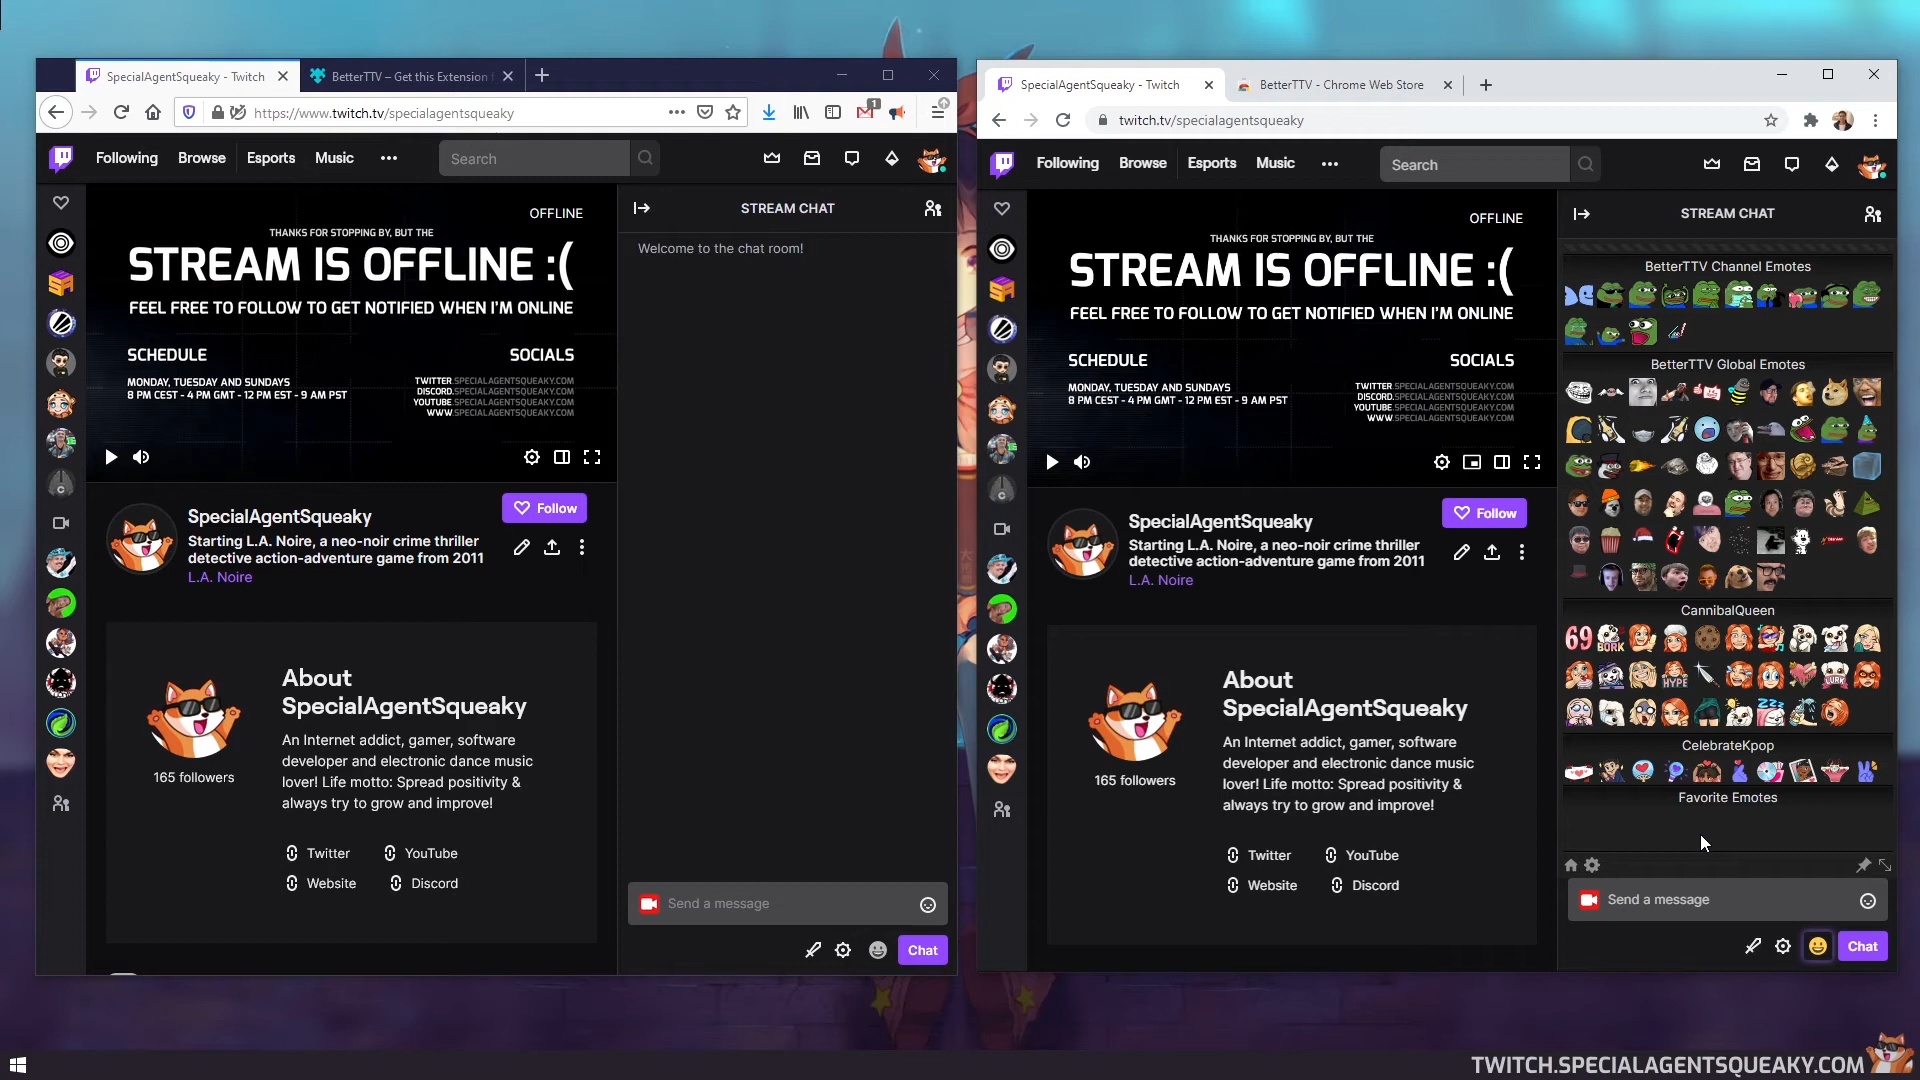 SpecialAgentSqueaky - Twitch
BetterTTV – Get this Extension
https://www.twitch.tv/specialagentsqueaky
1
Following
Browse
Esports
Music
Search
OFFLINE
THANKS FOR STOPPING BY, BUT THE
STREAM IS OFFLINE :(
FEEL FREE TO FOLLOW TO GET NOTIFIED WHEN I'M ONLINE
SCHEDULE
MONDAY, TUESDAY AND SUNDAYS
8 PM CEST - 4 PM GMT - 12 PM EST - 9 AM PST
SOCIALS
TWITTER.SPECIALAGENTSQUEAKY.COM
DISCORD.SPECIALAGENTSQUEAKY.COM
YOUTUBE.SPECIALAGENTSQUEAKY.COM
WWW.SPECIALAGENTSQUEAKY.COM
SpecialAgentSqueaky
Follow
Starting L.A. Noire, a neo-noir crime thriller
detective action-adventure game from 2011
L.A. Noire
165 followers
About
SpecialAgentSqueaky
An Internet addict, gamer, software
developer and electronic dance music
lover! Life motto: Spread positivity &
always try to grow and improve!
Twitter
YouTube
Website
Discord
STREAM CHAT
Welcome to the chat room!
Send a message
Chat
SpecialAgentSqueaky - Twitch
BetterTTV - Chrome Web Store
twitch.tv/specialagentsqueaky
Following
Browse
Esports
Music
Search
OFFLINE
THANKS FOR STOPPING BY, BUT THE
STREAM IS OFFLINE :(
FEEL FREE TO FOLLOW TO GET NOTIFIED WHEN I'M ONLINE
SCHEDULE
MONDAY, TUESDAY AND SUNDAYS
8 PM CEST - 4 PM GMT - 12 PM EST - 9 AM PST
SOCIALS
TWITTER.SPECIALAGENTSQUEAKY.COM
DISCORD.SPECIALAGENTSQUEAKY.COM
YOUTUBE.SPECIALAGENTSQUEAKY.COM
WWW.SPECIALAGENTSQUEAKY.COM
SpecialAgentSqueaky
Follow
Starting L.A. Noire, a neo-noir crime thriller
detective action-adventure game from 2011
L.A. Noire
165 followers
About
SpecialAgentSqueaky
An Internet addict, gamer, software
developer and electronic dance music
lover! Life motto: Spread positivity &
always try to grow and improve!
Twitter
YouTube
Website
Discord
STREAM CHAT
BetterTTV Channel Emotes
BetterTTV Global Emotes
CannibalQueen
69
BORK
HYPE
LURK
CelebrateKpop
Favorite Emotes
Send a message
Chat
TWITCH.SPECIALAGENTSQUEAKY.COM